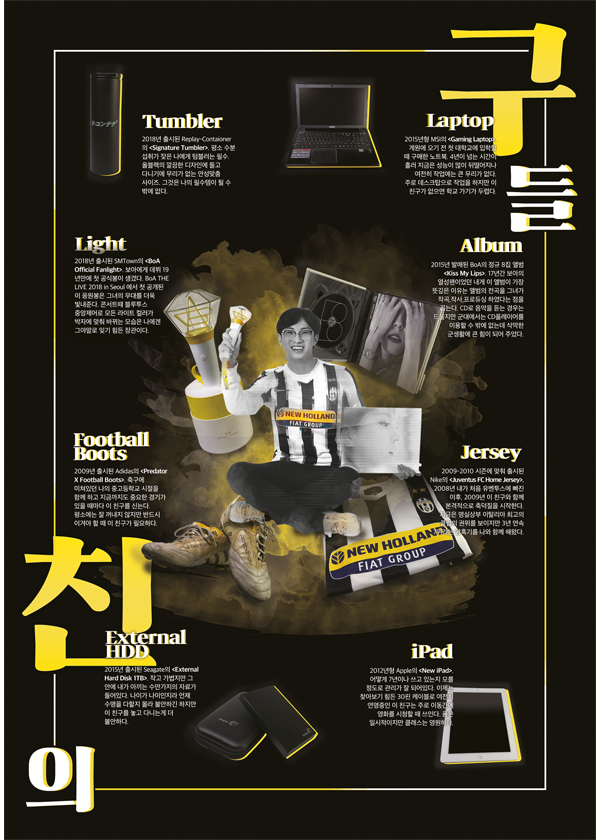 구
들
Tumbler
2018년 출시된 Replay-Contaioner
의 <Signature Tumbler>. 평소 수분
섭취가 잦은 나에게 텀블러는 필수.
올블랙의 깔끔한 디자인에 들고
다니기에 무리가 없는 안성맞춤
사이즈. 그것은 나의 필수템이 될 수
밖에 없다.
Laptop
2015년형 MSI의 <Gaming Laptop>.
계원에 오기 전 첫 대학교에 입학할
때 구매한 노트북. 4년이 넘는 시간이
흘러 지금은 성능이 많이 뒤떨어지나
여전히 작업에는 큰 무리가 없다.
주로 데스크탑으로 작업을 하지만 이
친구가 없으면 학교 가기가 두렵다.
Light
2018년 출시된 SMTown의 <BoA
Official Fanlight>. 보아에게 데뷔 19
년만에 첫 공식봉이 생겼다. BoA THE
LIVE 2018 in Seoul 에서 첫 공개된
이 응원봉은 그녀의 무대를 더욱
빛내준다. 콘서트때 블루투스
중앙제어로 모든 라이트 컬러가
박자에 맞춰 바뀌는 모습은 나에겐
그야말로 잊기 힘든 장관이다.
Album
2015년 발매된 BoA의 정규 8집 앨범
<Kiss My Lips>. 17년간 보아의
열성팬이었던 내게 이 앨범이 가장
뜻깊은 이유는 앨범의 전곡을 그녀가
작곡,작사,프로듀싱 하였다는 점을
꼽는다. CD로 음악을 듣는 경우는
드물지만 군대에서는 CD플레이어를
이용할 수 밖에 없는데 삭막한
군생활에 큰 힘이 되어 주었다.
NEW HOLLAND
FIAT GROUP
Football
Boots
2009년 출시된 Adidas의 <Predator
X Football Boots>. 축구에
미쳐있던 나의 중고등학교 시절을
함께 하고 지금까지도 중요한 경기가
있을 때마다 이 친구를 신는다.
평소에는 잘 꺼내지 않지만 반드시
이겨야 할 때 이 친구가 필요하다.
Jersey
2009-2010 시즌에 맞춰 출시된
Nike의 <Juventus FC Home Jersey>.
2008년 내가 처음 유벤투스에 빠진
이후, 2009년 이 친구와 함께
본격적으로 축덕질을 시작한다.
지금은 명실상부 이탈리아 최고의
위권을 보이지만 3년 연속
암흑기를 나와 함께 해왔다.
NEW HOLLAND
FIAT GROUP
친
External
HDD
2015년 출시된 Seagate의 <External
Hard Disk 1TB>. 작고 가볍지만 그
안에 내가 아끼는 수만가지의 자료가
들어있다. 나이가 나이인지라 언제
수명을 다할지 몰라 불안하긴 하지만
이 친구를 놓고 다니는게 더
불안하다.
iPad
2012년형 Apple의 <New iPad>.
어떻게 7년이나 쓰고 있는지 모를
정도로 관리가 잘 되어있다. 이제는
찾아보기 힘든 30핀 케이블로 여전히
연명중인 이 친구는 주로 이동간에
영화를 시청할 때 쓰인다. 폼은
일시적이지만 클래스는 영원하다.
의